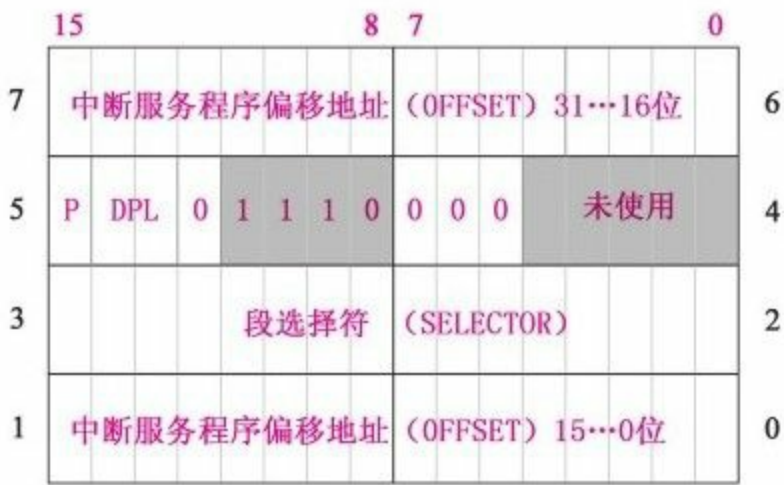 15 8 7 0
7 中断服务程序偏移地址 (OFFSET) 31…16位 6
5 P DPL 0 1 1 1 0 0 0 0 未使用 4
3 段选择符 (SELECTOR) 2
1 中断服务程序偏移地址 (OFFSET) 15…0位 0